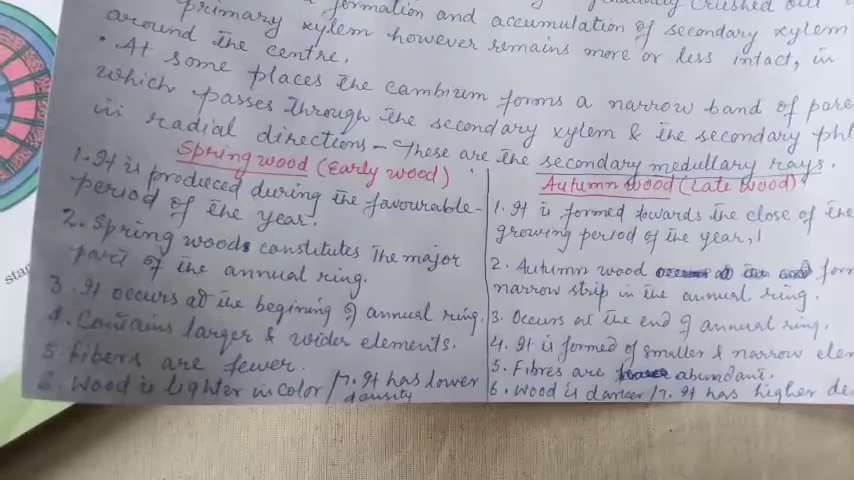 formation and accumulation of secondary xylem
primary xylem however remains more or less intact, in
around the centre.
• At some places the cambium forms a narrow band of
which passes through the secondary xylem & the secondary
in radial directions - These are the secondary medullary rays.
Spring wood (Early wood)
1. It is produced during the favourable-
period of the year.
2. Spring woods constitutes the major
part of the annual ring.
3. It occurs at the begining of annual ring.
4. Contains larger & wider elements.
5. Fibers are fewer.
6. Wood is lighter in color / 7. It has lower
density
Autumn wood (Late wood)
1. It is formed towards the close of the
growing period of the year,
2. Autumn wood
narrow strip in the annual ring.
3. Occurs at the end of annual ring.
4. It is formed of smaller & narrow
5. Fibres are abundant.
6. Wood is darker / 7. It has higher